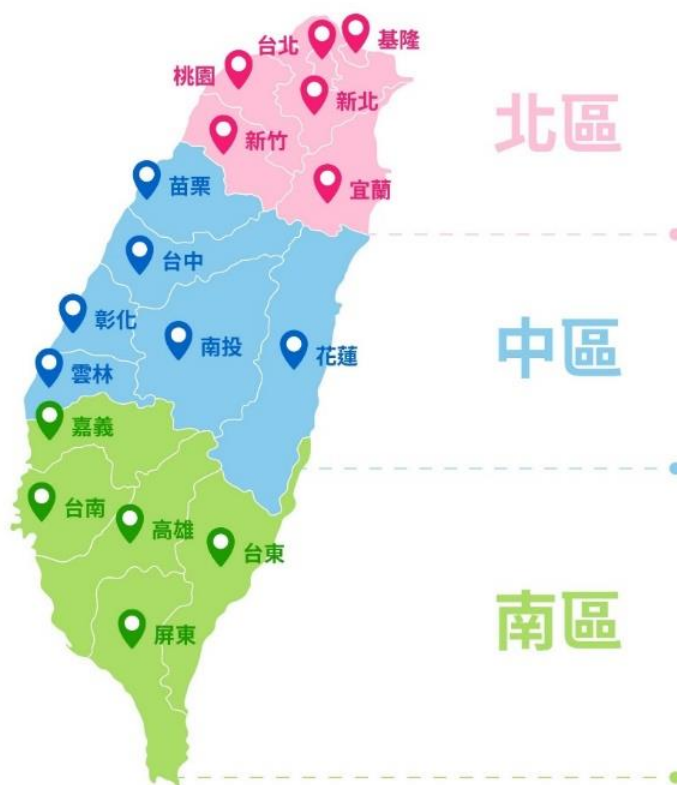 基隆
台北
桃園
新北
新竹
宜蘭
北區
苗栗
台中
彰化
南投
花蓮
雲林
中區
嘉義
台南
高雄
台東
屏東
南區